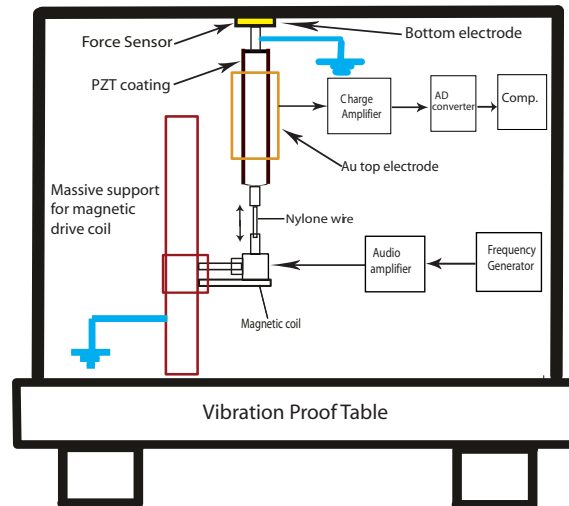 Force Sensor
Bottom electrode
PZT coating
Charge
Amplifier
AD
converter
Comp.
Au top electrode
Massive support
for magnetic
drive coil
Nylone wire
Audio
amplifier
Frequency
Generator
Magnetic coil
Vibration Proof Table